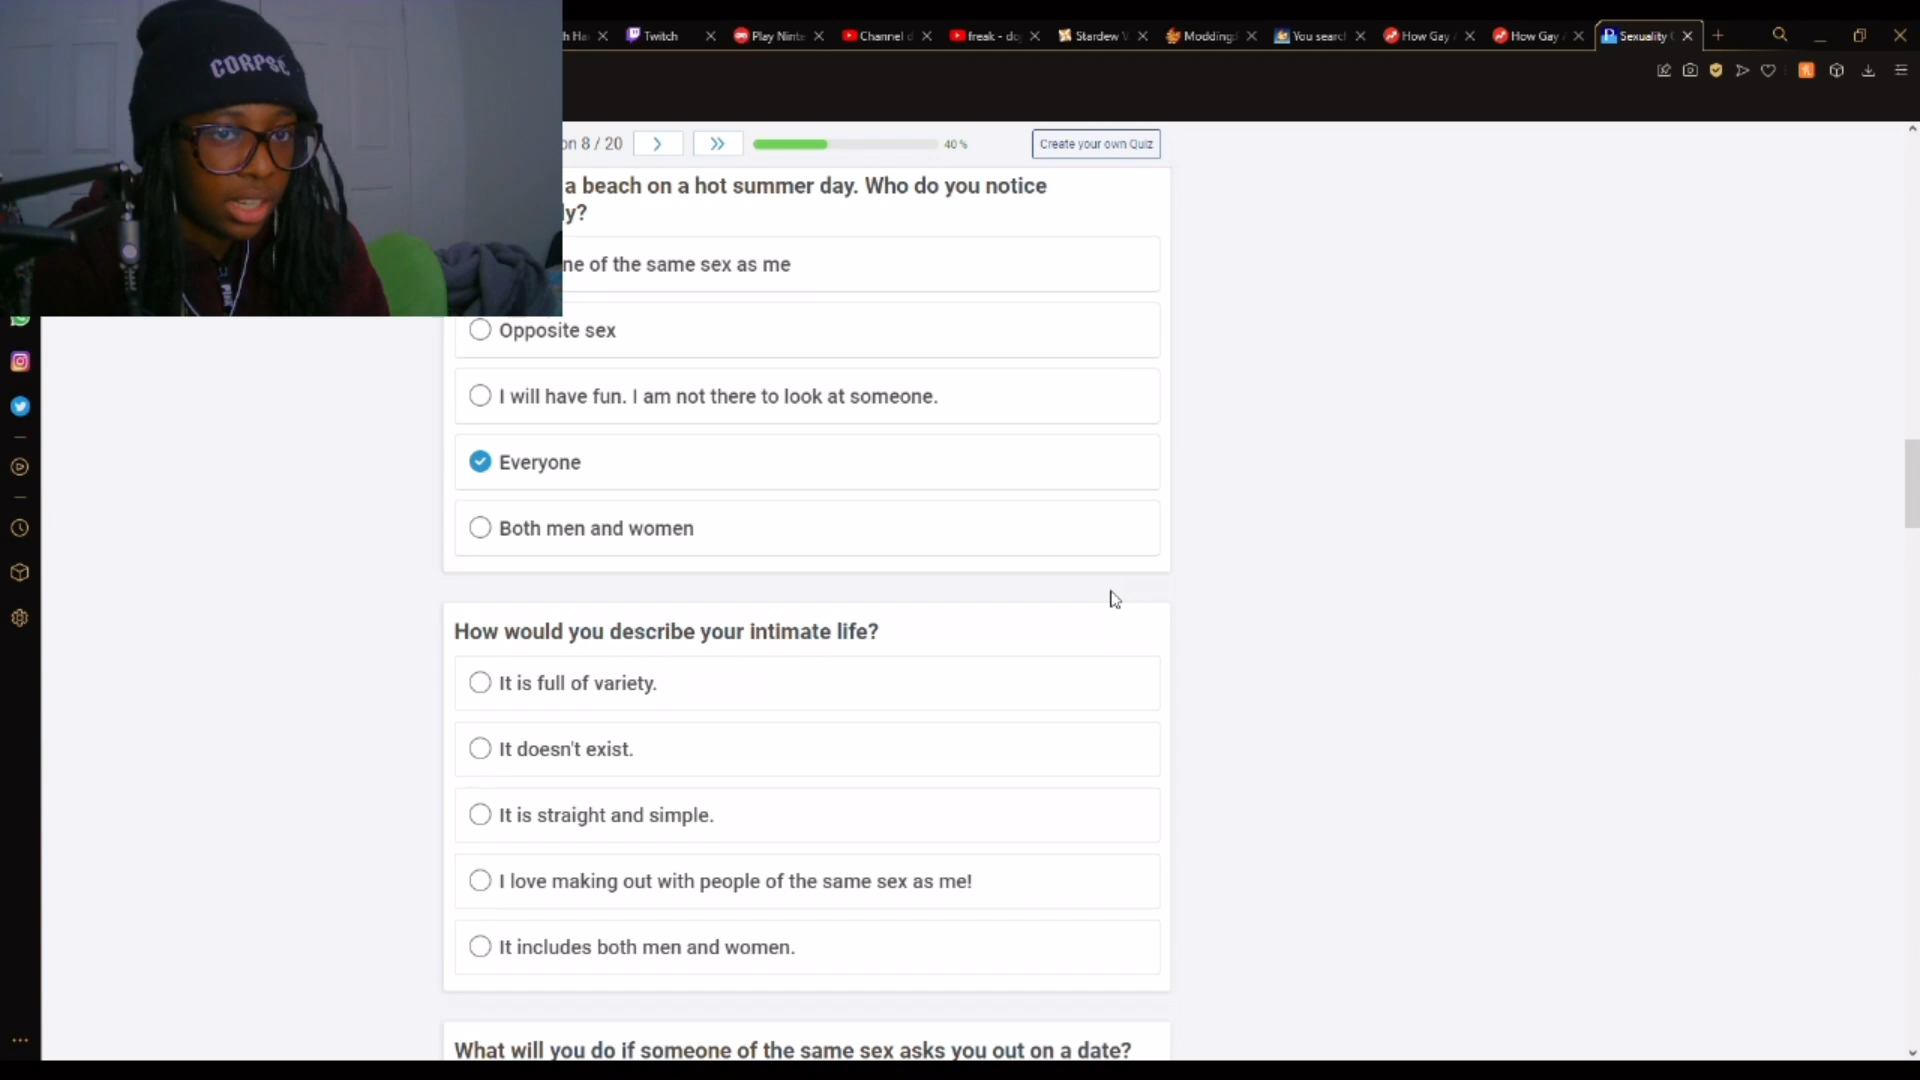 CORPSE
h Ha
Twitch
Play Ninte
Channel d
freak - do
Stardew V
Modding:
You searc
How Gay
How Gay
Sexuality
on 8 / 20
40 %
Create your own Quiz
a beach on a hot summer day. Who do you notice
ly?
ne of the same sex as me
Opposite sex
I will have fun. I am not there to look at someone.
Everyone
Both men and women
How would you describe your intimate life?
It is full of variety.
It doesn't exist.
It is straight and simple.
I love making out with people of the same sex as me!
It includes both men and women.
What will you do if someone of the same sex asks you out on a date?